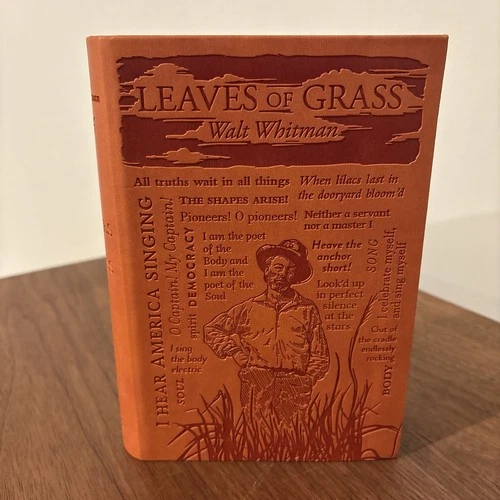 LEAVES OF GRASS
Walt Whitman
All truths wait in all things
When lilacs last in
the dooryard bloom'd
THE SHAPES ARISE!
Pioneers! O pioneers!
Neither a servant
nor a master I
I HEAR AMERICA SINGING
O Captain! My Captain!
spirit DEMOCRACY
I am the poet
of the
Body and
I am the
poet of the
Soul
Heave the
anchor
short!
SONG
I celebrate myself,
and sing myself
Look'd up
in perfect
silence
at the
stars
I sing
the body
electric
SOUL
Out of
the cradle
endlessly
rocking
BODY